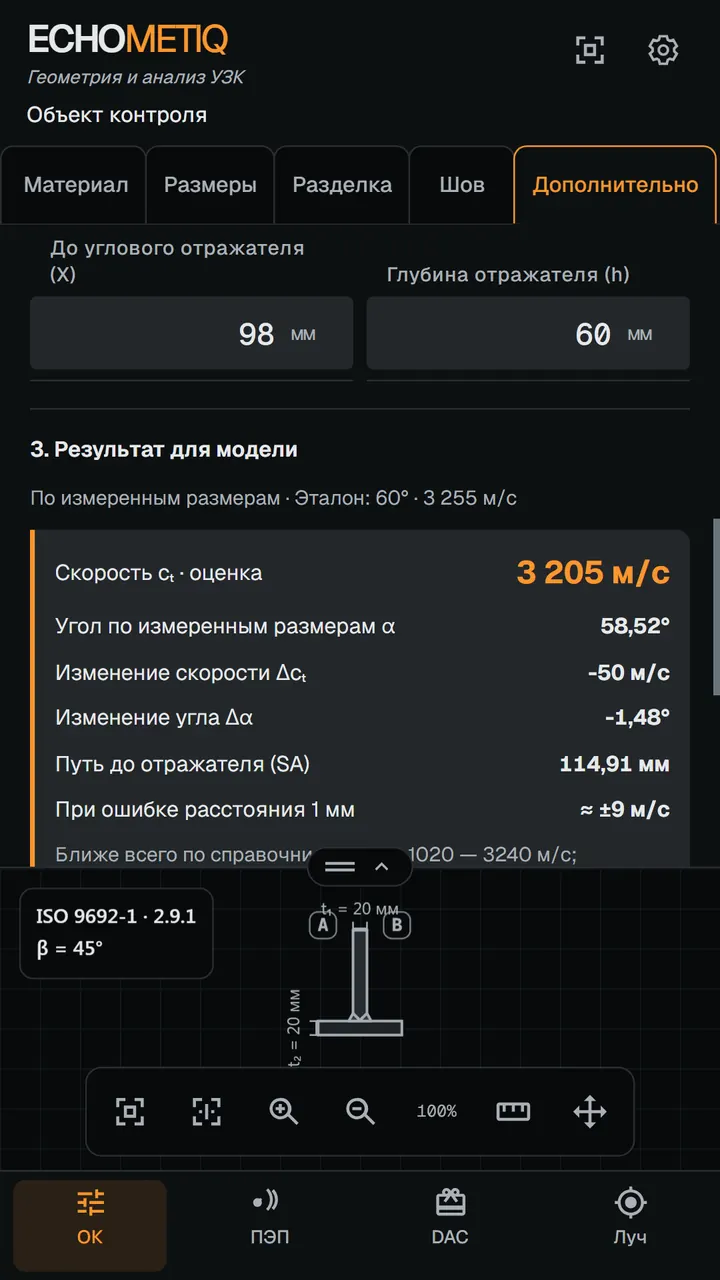 ECHOMETIQ
Геометрия и анализ УЗК
Объект контроля
Материал
Размеры
Разделка
Шов
Дополнительно
До углового отражателя
(X)
Глубина отражателя (h)
98 мм
60 мм
3. Результат для модели
По измеренным размерам · Эталон: 60° · 3 255 м/с
Скорость cₜ · оценка 3 205 м/с
Угол по измеренным размерам α 58,52°
Изменение скорости Δcₜ -50 м/с
Изменение угла Δα -1,48°
Путь до отражателя (SA) 114,91 мм
При ошибке расстояния 1 мм ≈ ±9 м/с
Ближе всего по справочни 1020 — 3240 м/с;
ISO 9692-1 · 2.9.1
β = 45°
t₁ = 20 мм
A
B
t₂ = 20 мм
100%
ОК
ПЭП
DAC
Луч